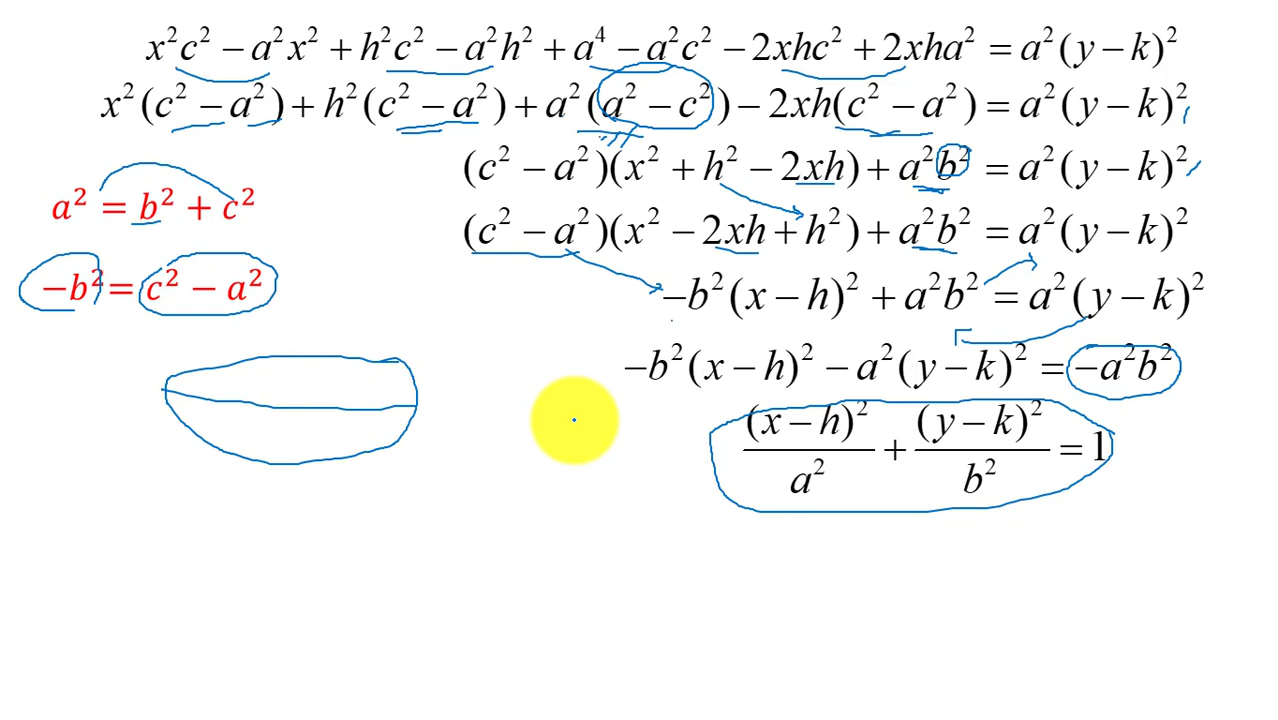 x²c² − a²x² + h²c² − a²h² + a⁴ − a²c² − 2xhc² + 2xha² = a²(y − k)²
x²(c² − a²) + h²(c² − a²) + a²(a² − c²) − 2xh(c² − a²) = a²(y − k)²
(c² − a²)(x² + h² − 2xh) + a²b² = a²(y − k)²
a² = b² + c²
(c² − a²)(x² − 2xh + h²) + a²b² = a²(y − k)²
−b² = c² − a²
−b²(x − h)² + a²b² = a²(y − k)²
−b²(x − h)² − a²(y − k)² = −a²b²
(x − h)²/a² + (y − k)²/b² = 1